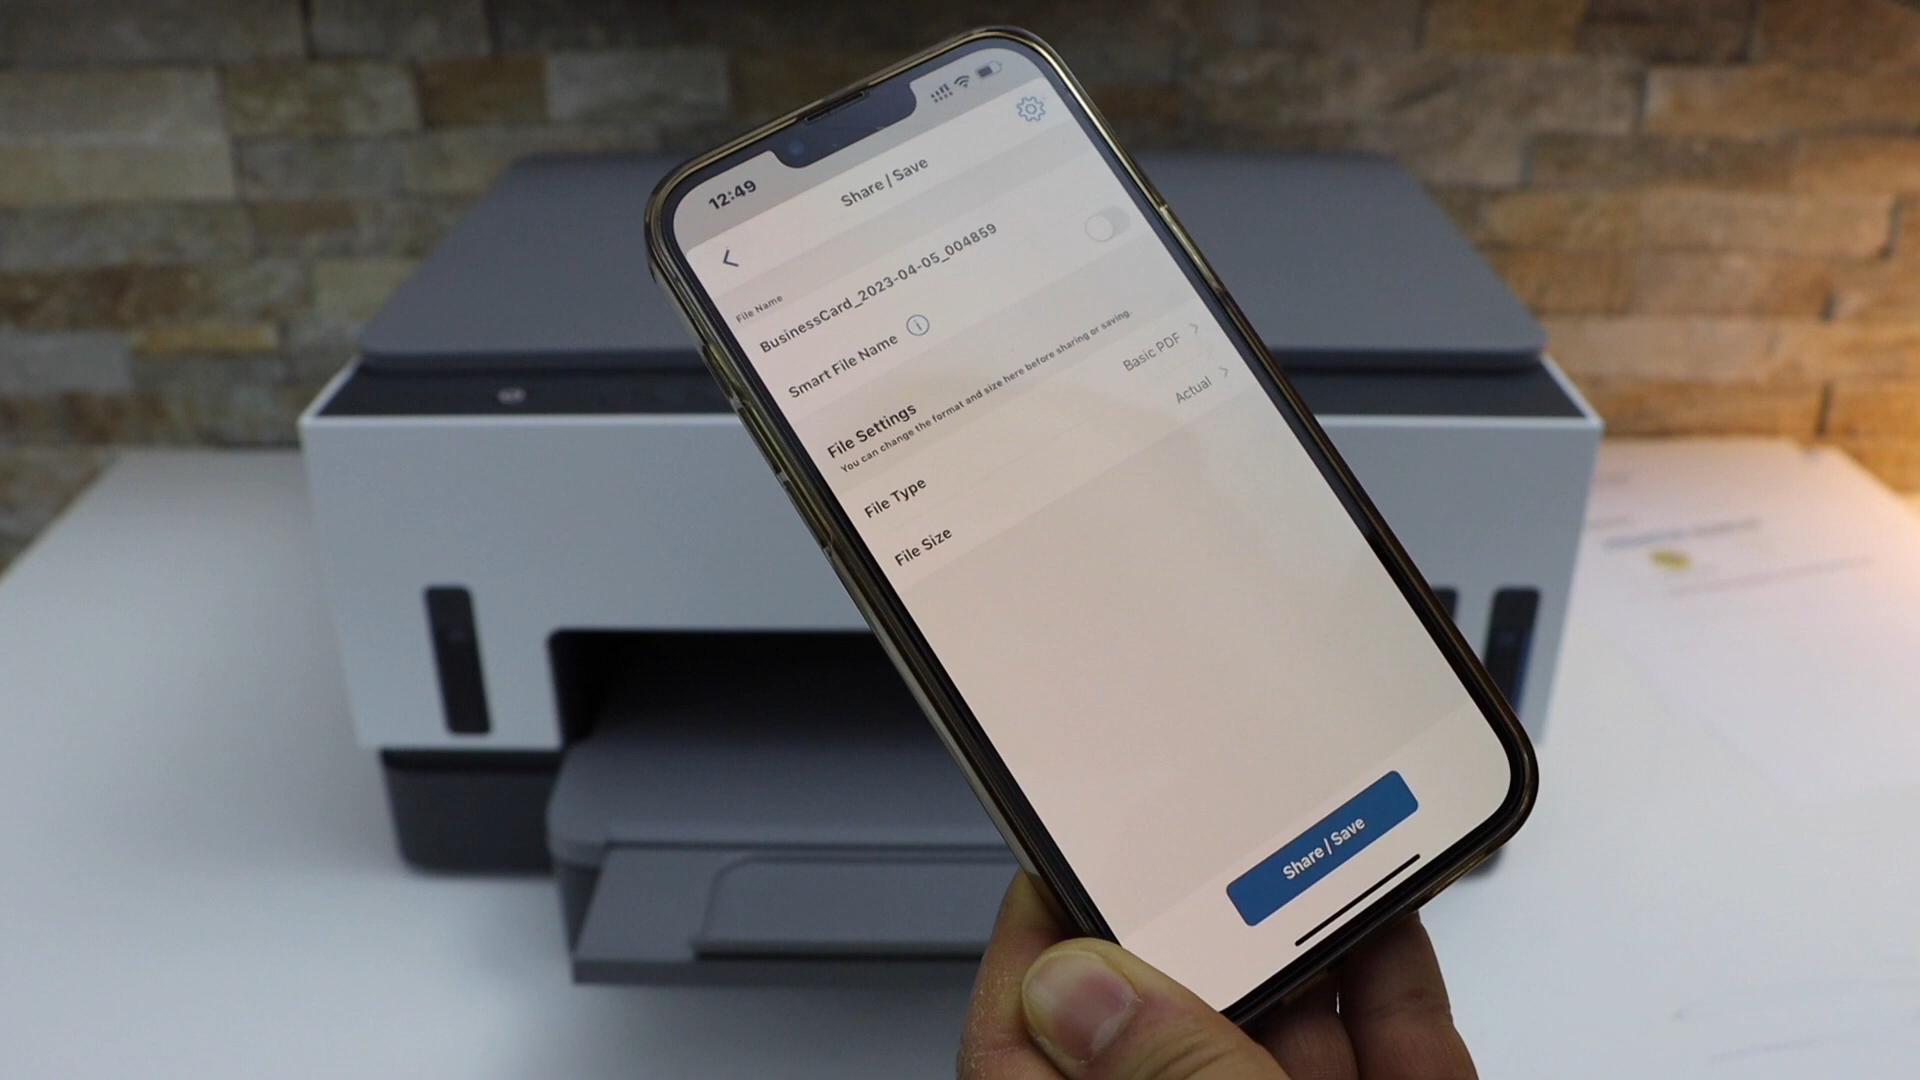 12:49
Share / Save
File Name
BusinessCard_2023-04-05_004859
Smart File Name
File Settings
You can change the format and size here before sharing or saving.
File Type Basic PDF
File Size Actual
Share / Save